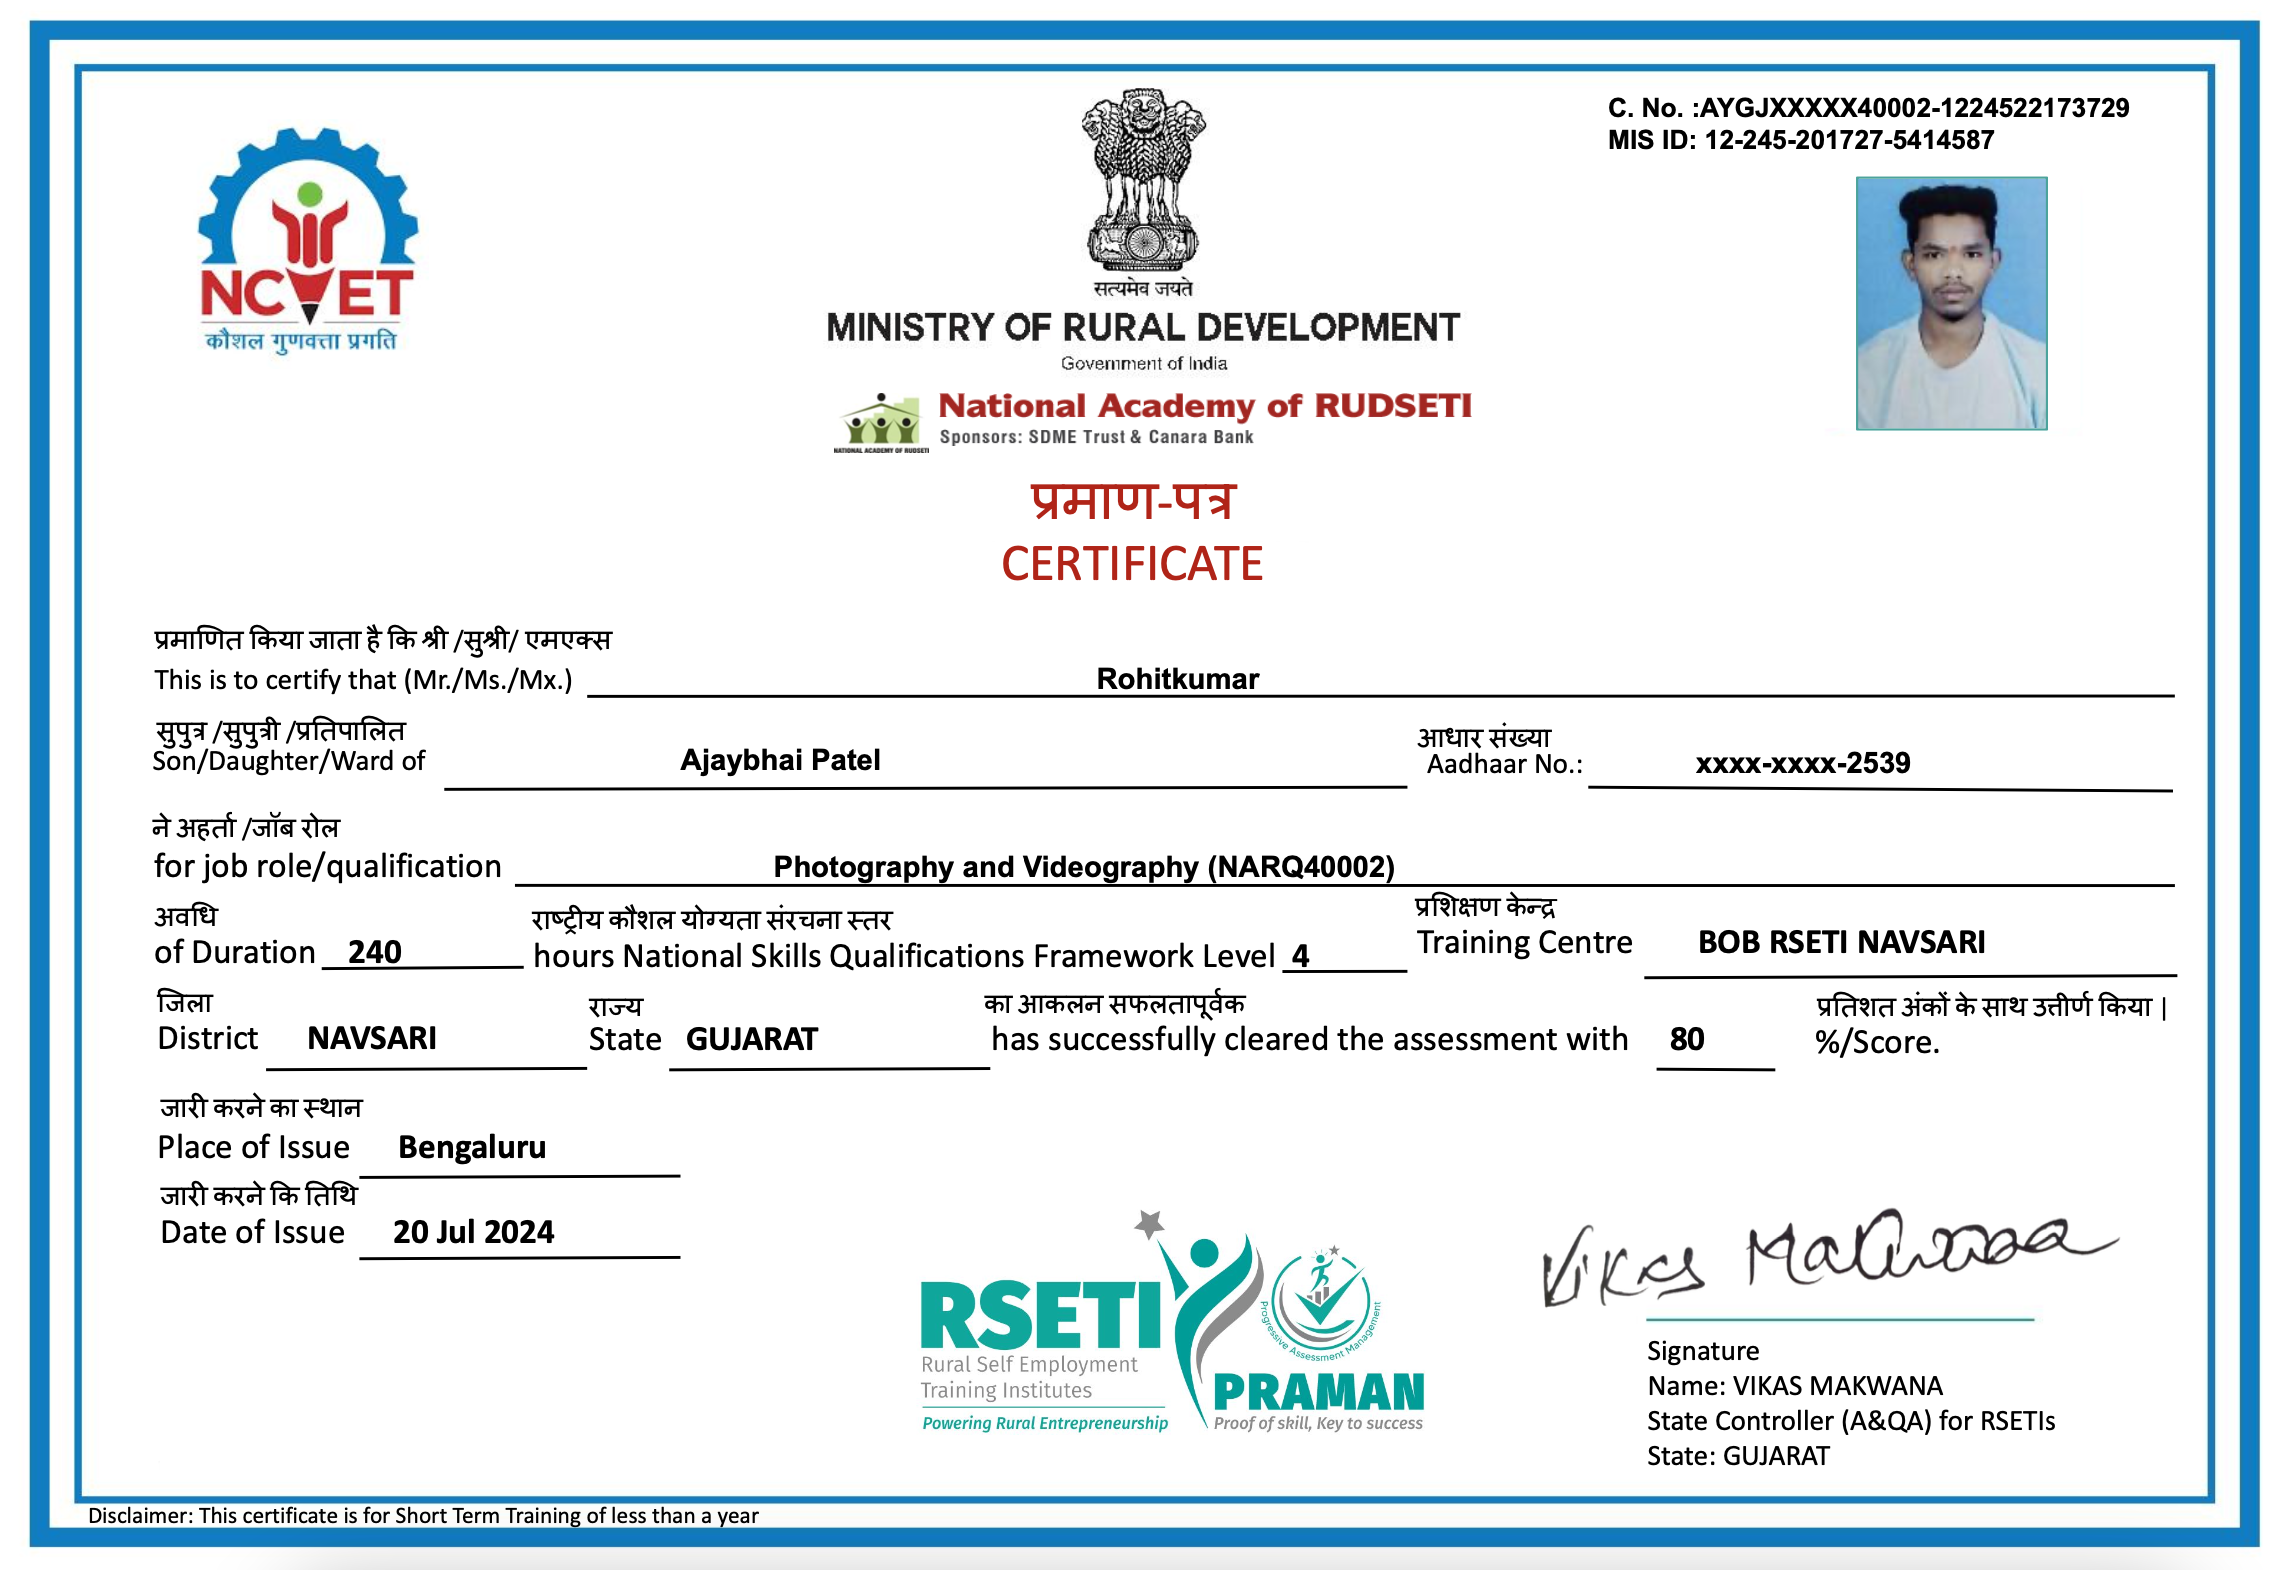 C. No. :AYGJXXXXX40002-1224522173729
MIS ID: 12-245-201727-5414587
NCVET
कौशल गुणवत्ता प्रगति
सत्यमेव जयते
MINISTRY OF RURAL DEVELOPMENT
Government of India
National Academy of RUDSETI
Sponsors: SDME Trust & Canara Bank
NATIONAL ACADEMY OF RUDSETI
प्रमाण-पत्र
CERTIFICATE
प्रमाणित किया जाता है कि श्री /सुश्री/ एमएक्स
This is to certify that (Mr./Ms./Mx.) Rohitkumar
सुपुत्र /सुपुत्री /प्रतिपालित आधार संख्या
Son/Daughter/Ward of Ajaybhai Patel Aadhaar No.: xxxx-xxxx-2539
ने अहर्ता /जॉब रोल
for job role/qualification Photography and Videography (NARQ40002)
अवधि राष्ट्रीय कौशल योग्यता संरचना स्तर प्रशिक्षण केन्द्र
of Duration 240 hours National Skills Qualifications Framework Level 4 Training Centre BOB RSETI NAVSARI
जिला राज्य का आकलन सफलतापूर्वक प्रतिशत अंकों के साथ उत्तीर्ण किया |
District NAVSARI State GUJARAT has successfully cleared the assessment with 80 %/Score.
जारी करने का स्थान
Place of Issue Bengaluru
जारी करने कि तिथि
Date of Issue 20 Jul 2024
RSETI
Rural Self Employment
Training Institutes
Powering Rural Entrepreneurship
Progressive Assessment Management
PRAMAN
Proof of skill, Key to success
Vikas Makwana
Signature
Name: VIKAS MAKWANA
State Controller (A&QA) for RSETIs
State: GUJARAT
Disclaimer: This certificate is for Short Term Training of less than a year